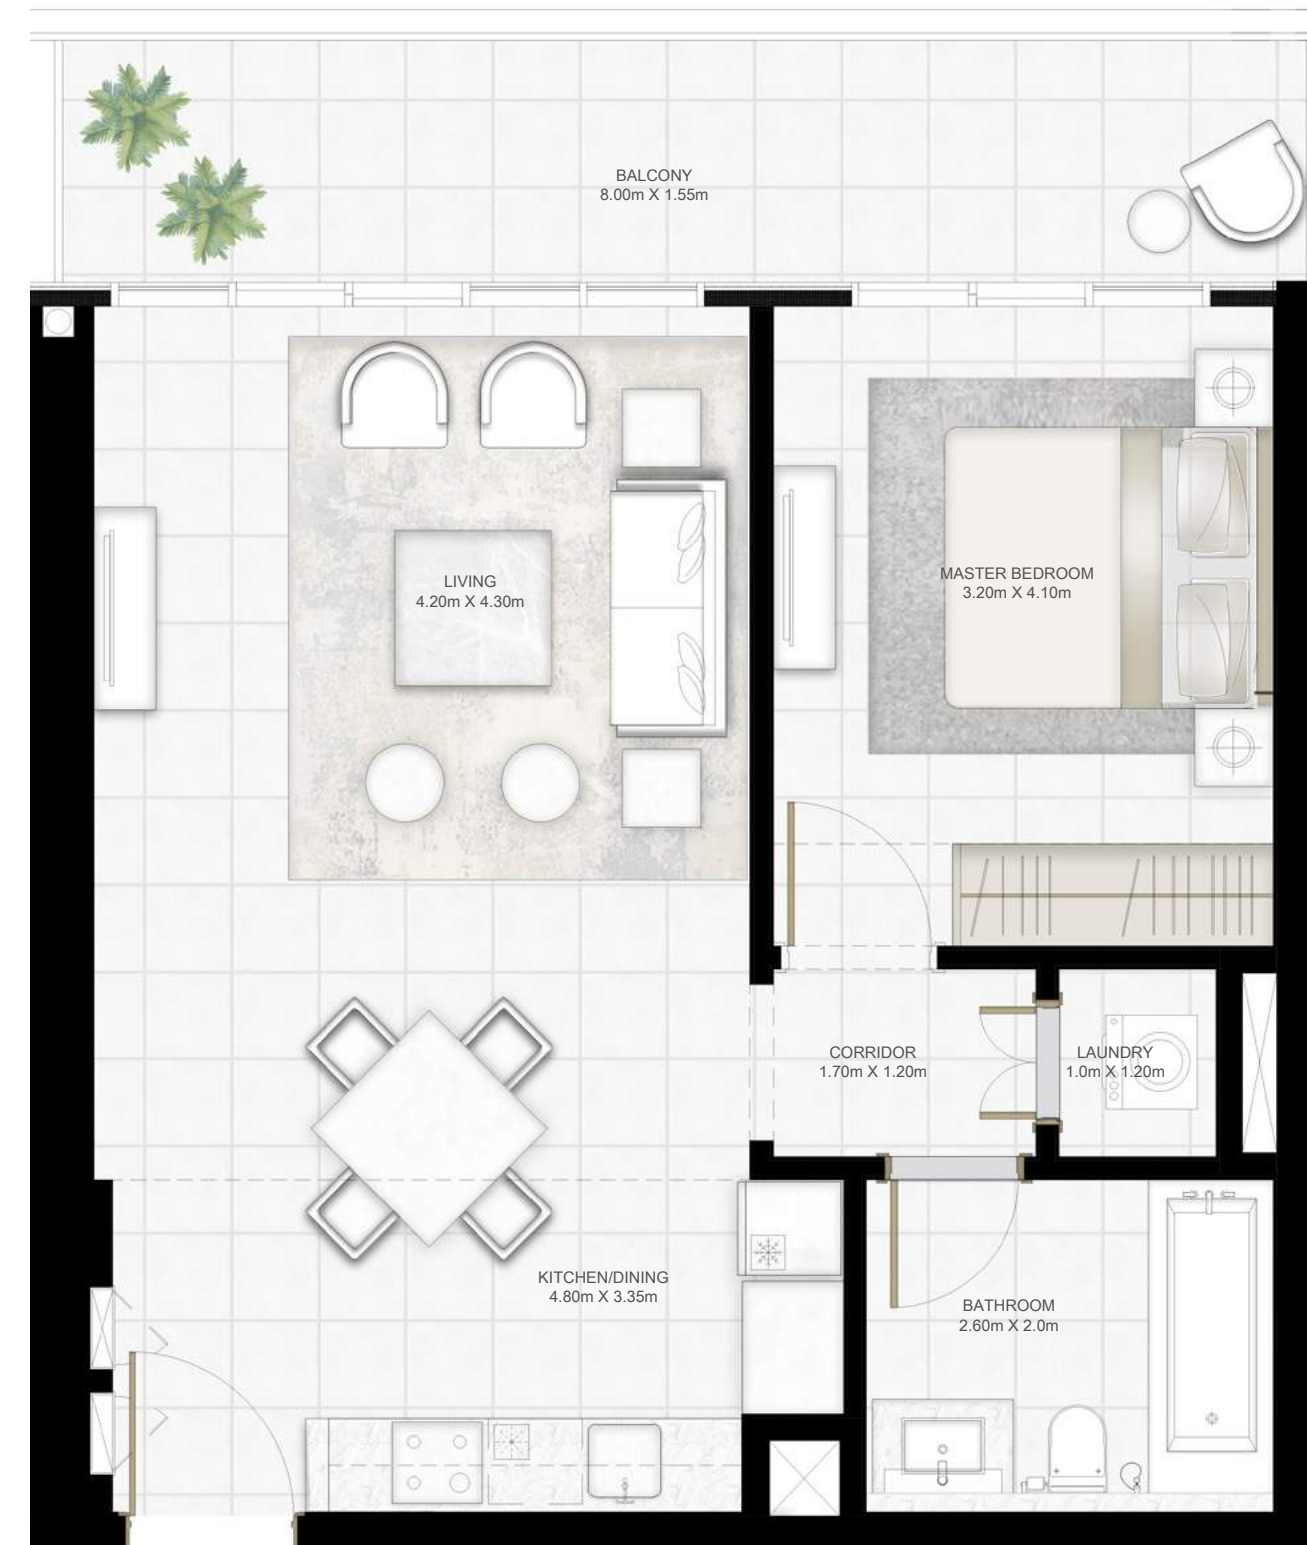 BALCONY
8.00m X 1.55m
LIVING
4.20m X 4.30m
MASTER BEDROOM
3.20m X 4.10m
CORRIDOR
1.70m X 1.20m
LAUNDRY
1.0m X 1.20m
KITCHEN/DINING
4.80m X 3.35m
BATHROOM
2.60m X 2.0m